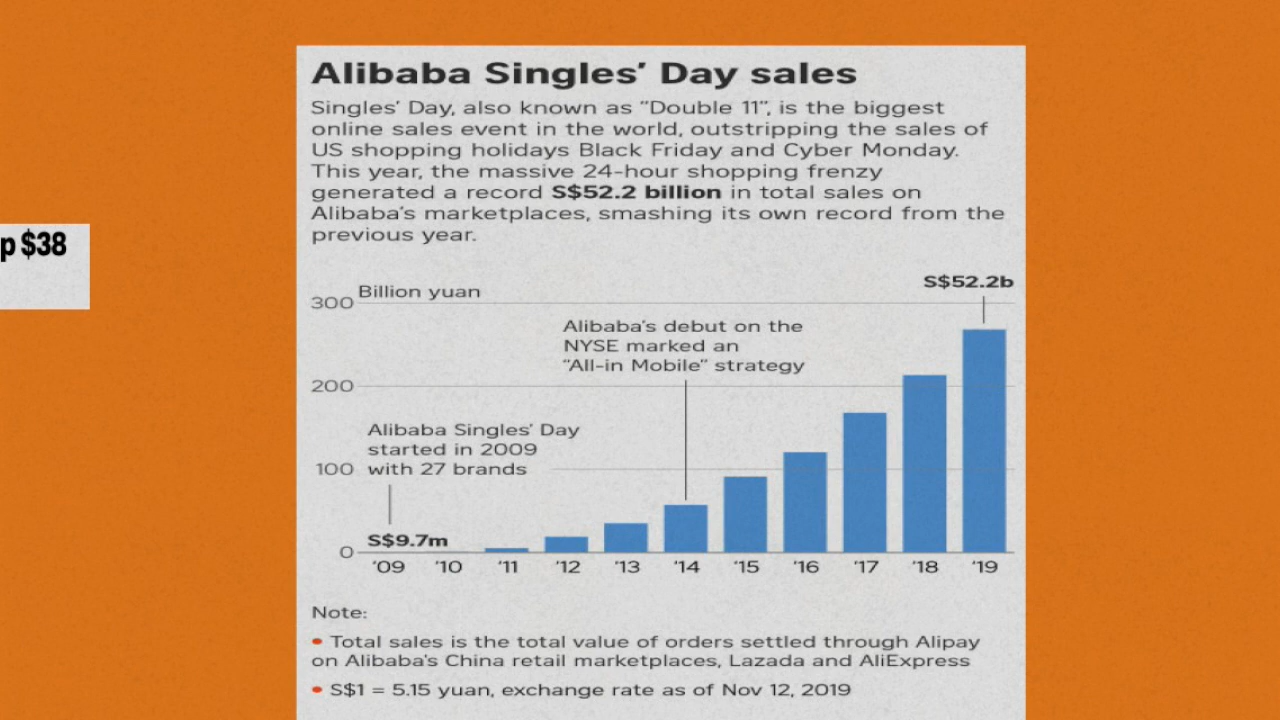 Alibaba Singles’ Day sales
Singles’ Day, also known as “Double 11”, is the biggest
online sales event in the world, outstripping the sales of
US shopping holidays Black Friday and Cyber Monday.
This year, the massive 24-hour shopping frenzy
generated a record S$52.2 billion in total sales on
Alibaba’s marketplaces, smashing its own record from the
previous year.
p $38
S$52.2b
Billion yuan
300
Alibaba’s debut on the
NYSE marked an
“All-in Mobile” strategy
200
Alibaba Singles’ Day
started in 2009
with 27 brands
100
S$9.7m
0
’09 ’10 ’11 ’12 ’13 ’14 ’15 ’16 ’17 ’18 ’19
Note:
• Total sales is the total value of orders settled through Alipay
on Alibaba’s China retail marketplaces, Lazada and AliExpress
• S$1 = 5.15 yuan, exchange rate as of Nov 12, 2019